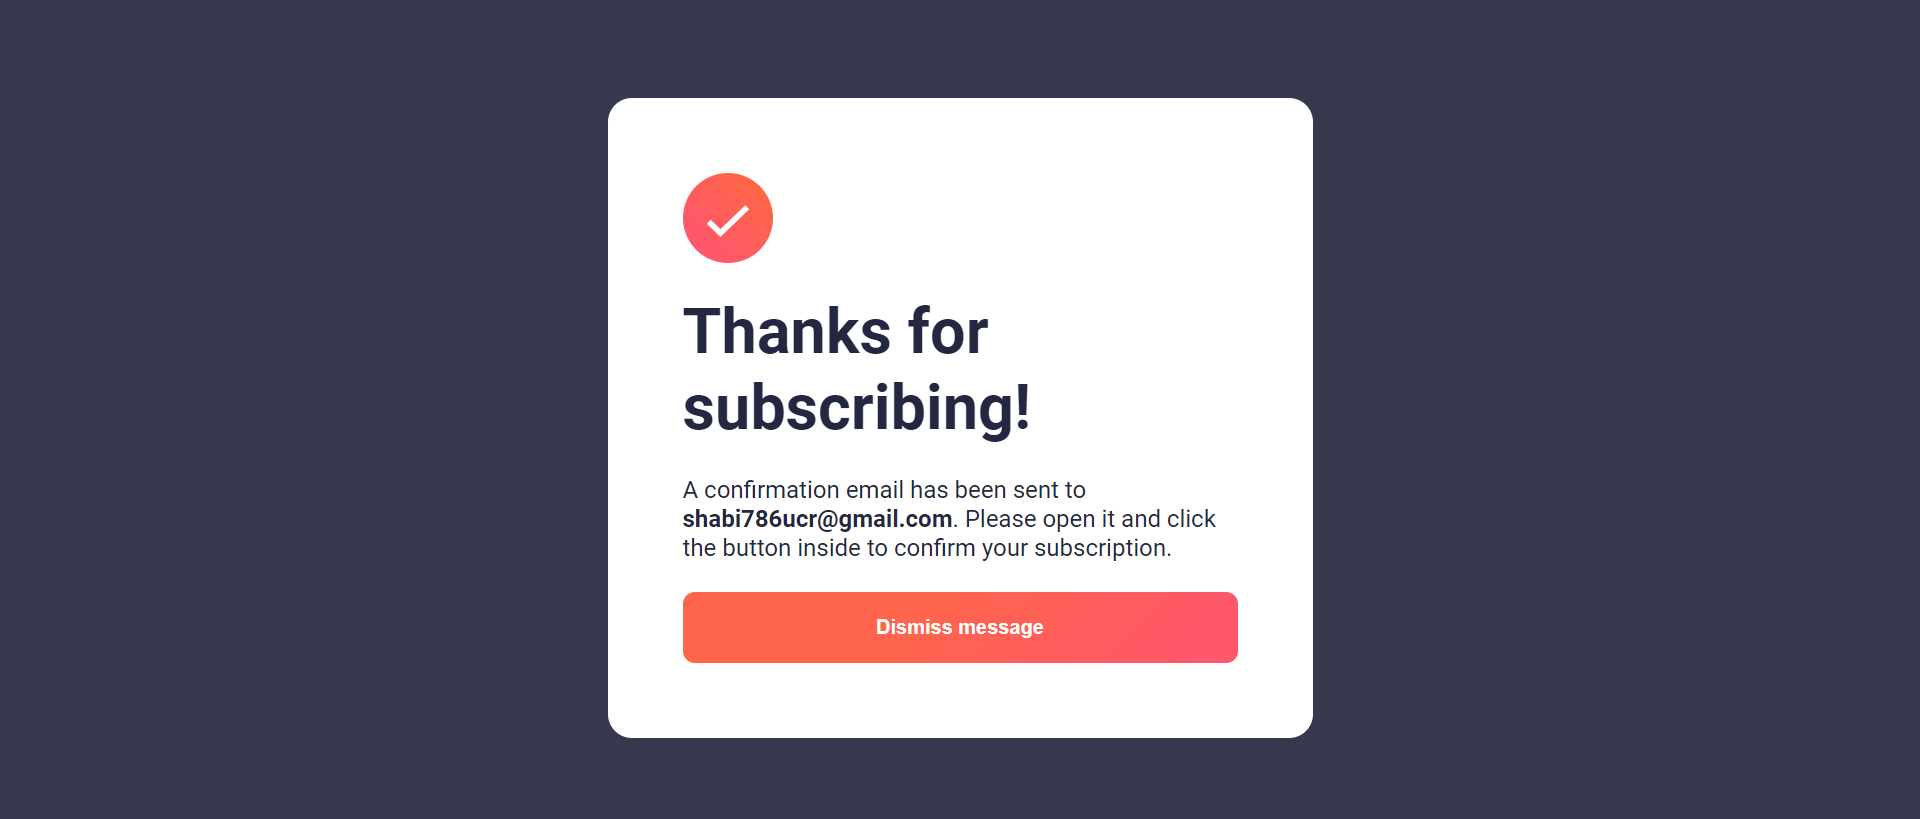 Thanks for
subscribing!
A confirmation email has been sent to
shabi786ucr@gmail.com. Please open it and click
the button inside to confirm your subscription.
Dismiss message